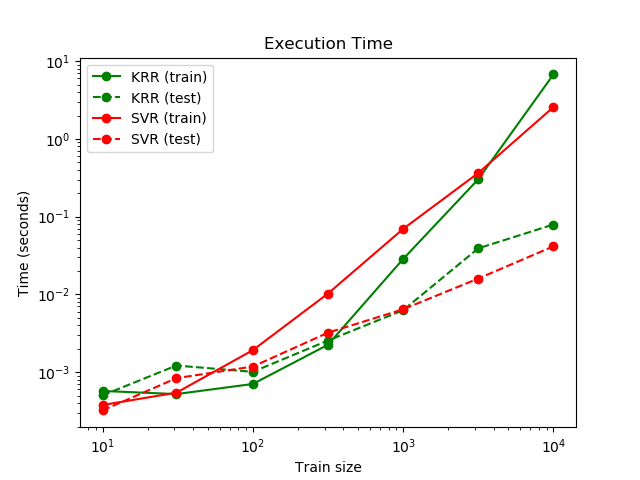 Execution Time
KRR (train)
KRR (test)
SVR (train)
SVR (test)
Time (seconds)
10¹
10⁰
10⁻¹
10⁻²
10⁻³
10¹ 10² 10³ 10⁴
Train size